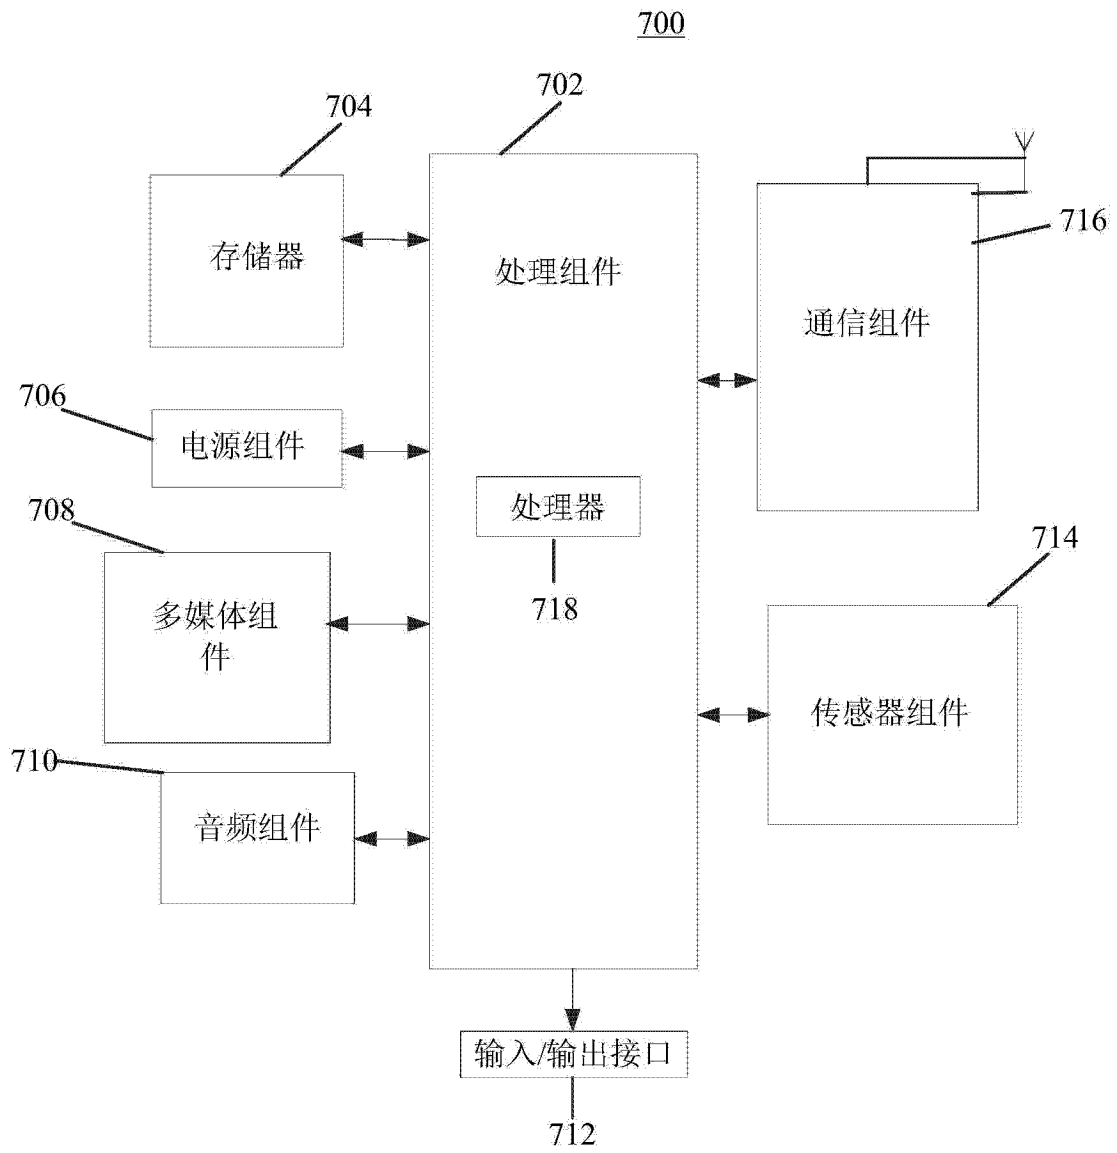 700
702
704
存储器
处理组件
716
通信组件
706
电源组件
708
处理器
718
714
多媒体组
件
传感器组件
710
音频组件
输入/输出接口
712